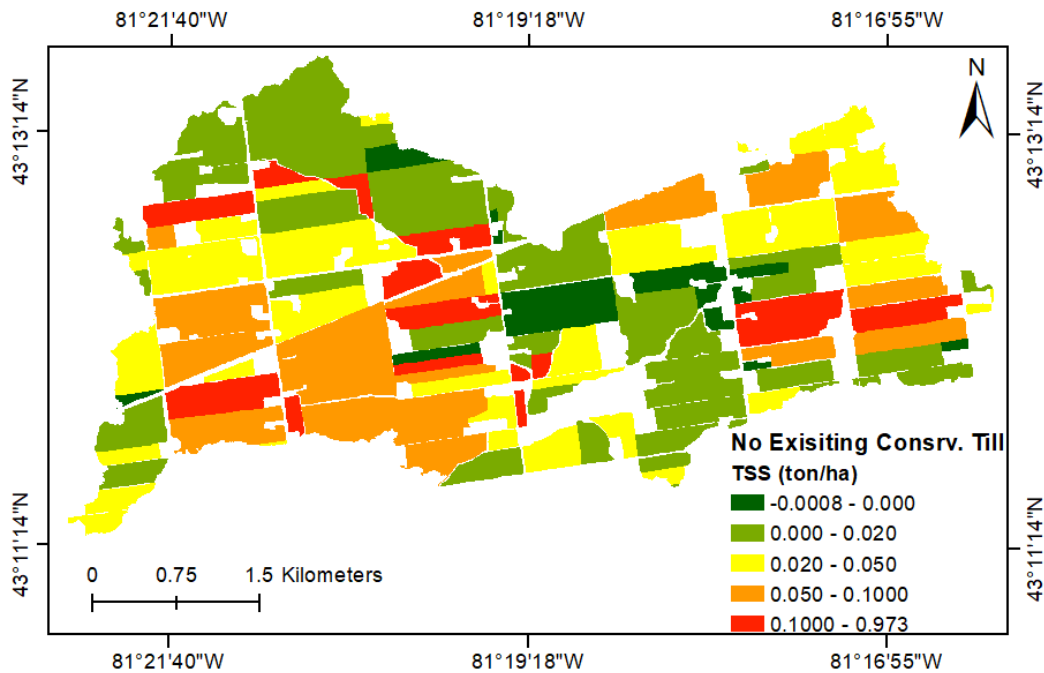 81°21'40"W 81°19'18"W 81°16'55"W
N
43°13'14"N 43°13'14"N
No Exisiting Consrv. Till
TSS (ton/ha)
-0.0008 - 0.000
0.000 - 0.020
0.020 - 0.050
0.050 - 0.1000
0.1000 - 0.973
43°11'14"N 43°11'14"N
0 0.75 1.5 Kilometers
81°21'40"W 81°19'18"W 81°16'55"W